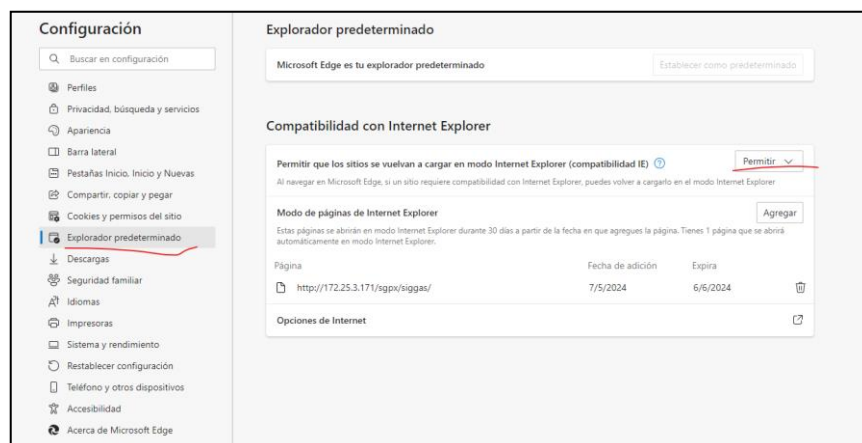 Configuración
Buscar en configuración
Perfiles
Privacidad, búsqueda y servicios
Apariencia
Barra lateral
Pestañas Inicio, Inicio y Nuevas
Compartir, copiar y pegar
Cookies y permisos del sitio
Explorador predeterminado
Descargas
Seguridad familiar
Idiomas
Impresoras
Sistema y rendimiento
Restablecer configuración
Teléfono y otros dispositivos
Accesibilidad
Acerca de Microsoft Edge
Explorador predeterminado
Microsoft Edge es tu explorador predeterminado
Establecer como predeterminado
Compatibilidad con Internet Explorer
Permitir que los sitios se vuelvan a cargar en modo Internet Explorer (compatibilidad IE)
Permitir
Al navegar en Microsoft Edge, si un sitio requiere compatibilidad con Internet Explorer, puedes volver a cargarlo en el modo Internet Explorer
Modo de páginas de Internet Explorer
Agregar
Estas páginas se abrirán en modo Internet Explorer durante 30 días a partir de la fecha en que agregues la página. Tienes 1 página que se abrirá
automáticamente en modo Internet Explorer.
Página Fecha de adición Expira
http://172.25.3.171/sgpx/siggas/ 7/5/2024 6/6/2024
Opciones de Internet